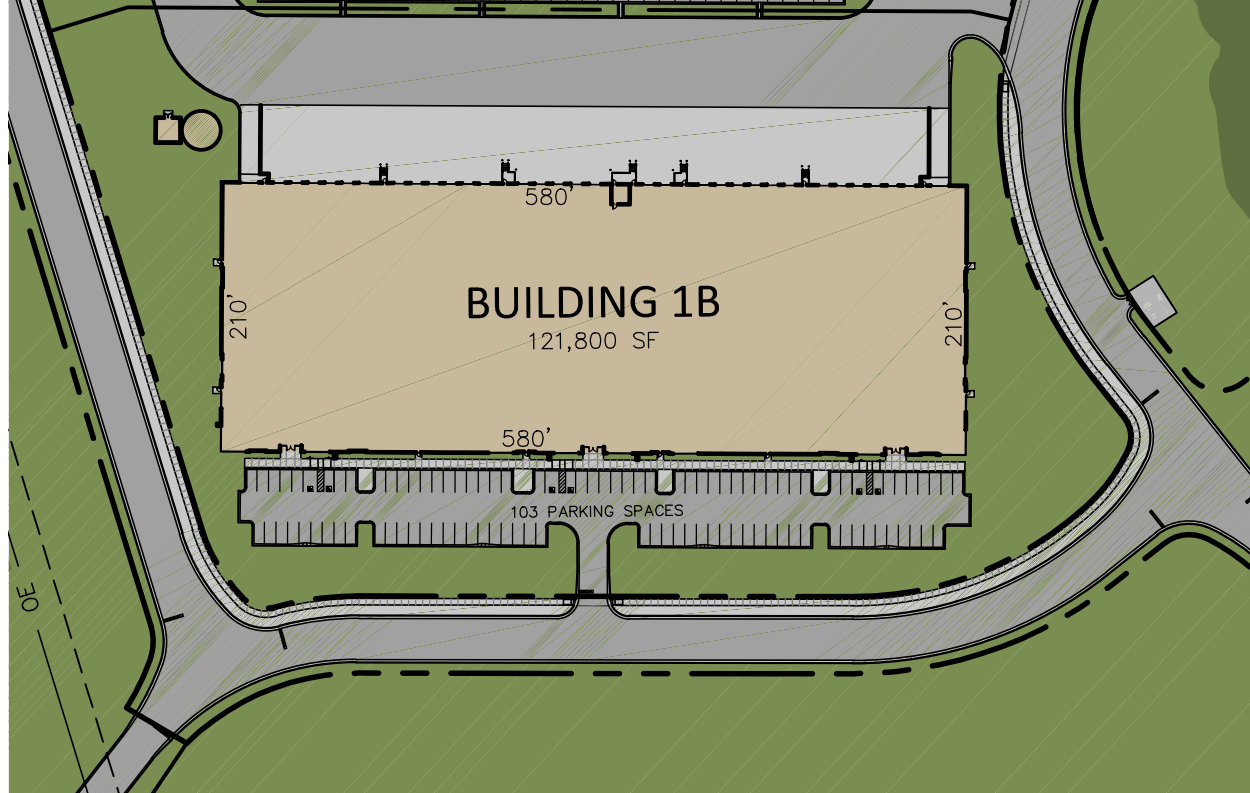 580'
BUILDING 1B
121,800 SF
210'
210'
580'
103 PARKING SPACES
OE